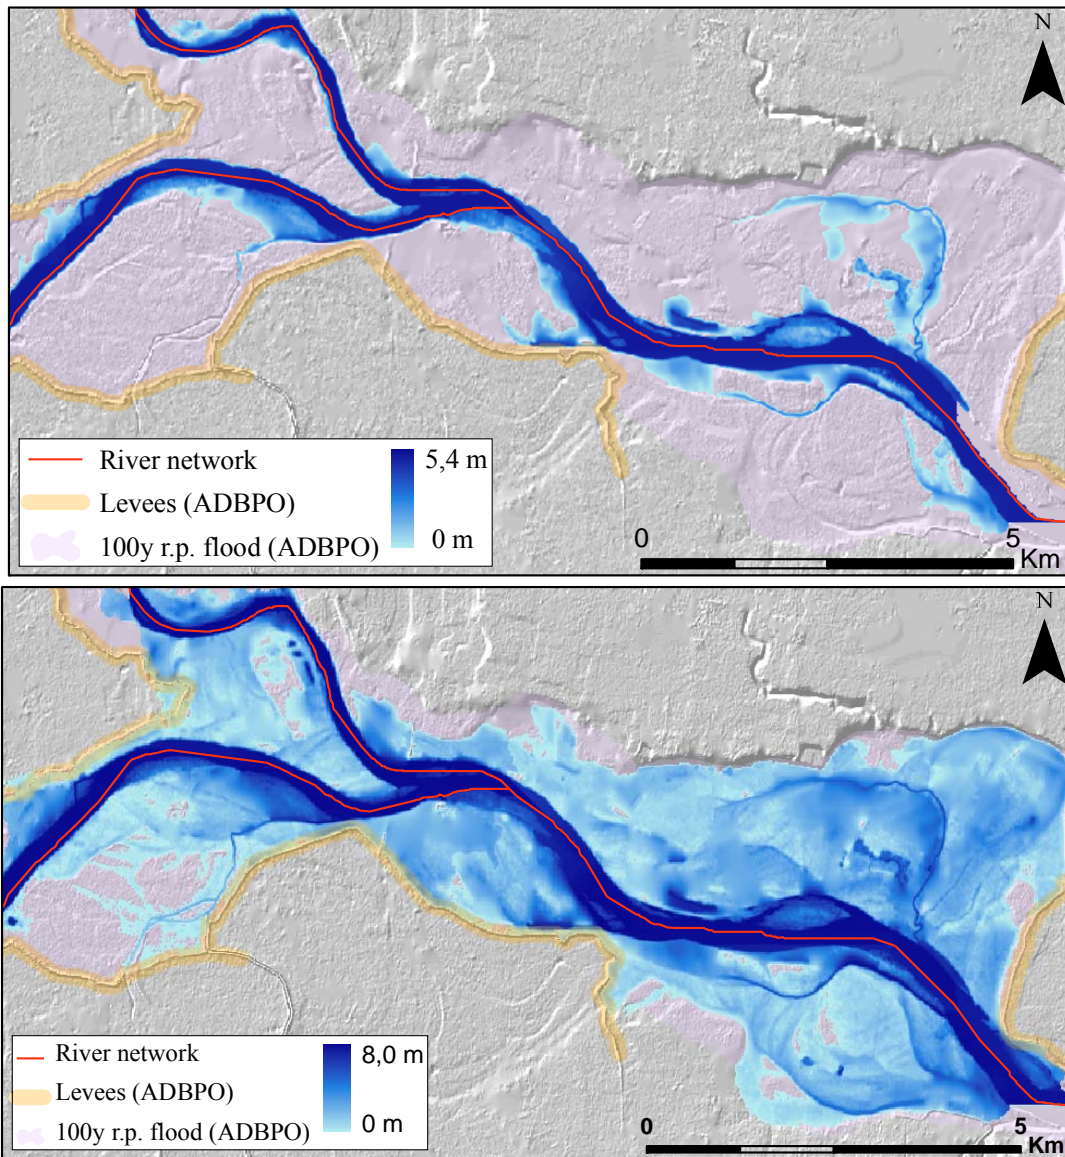 N
River network
5,4 m
Levees (ADBPO)
100y r.p. flood (ADBPO)
0 m
0
5
Km
N
River network
8,0 m
Levees (ADBPO)
0 m
100y r.p. flood (ADBPO)
0
5
Km